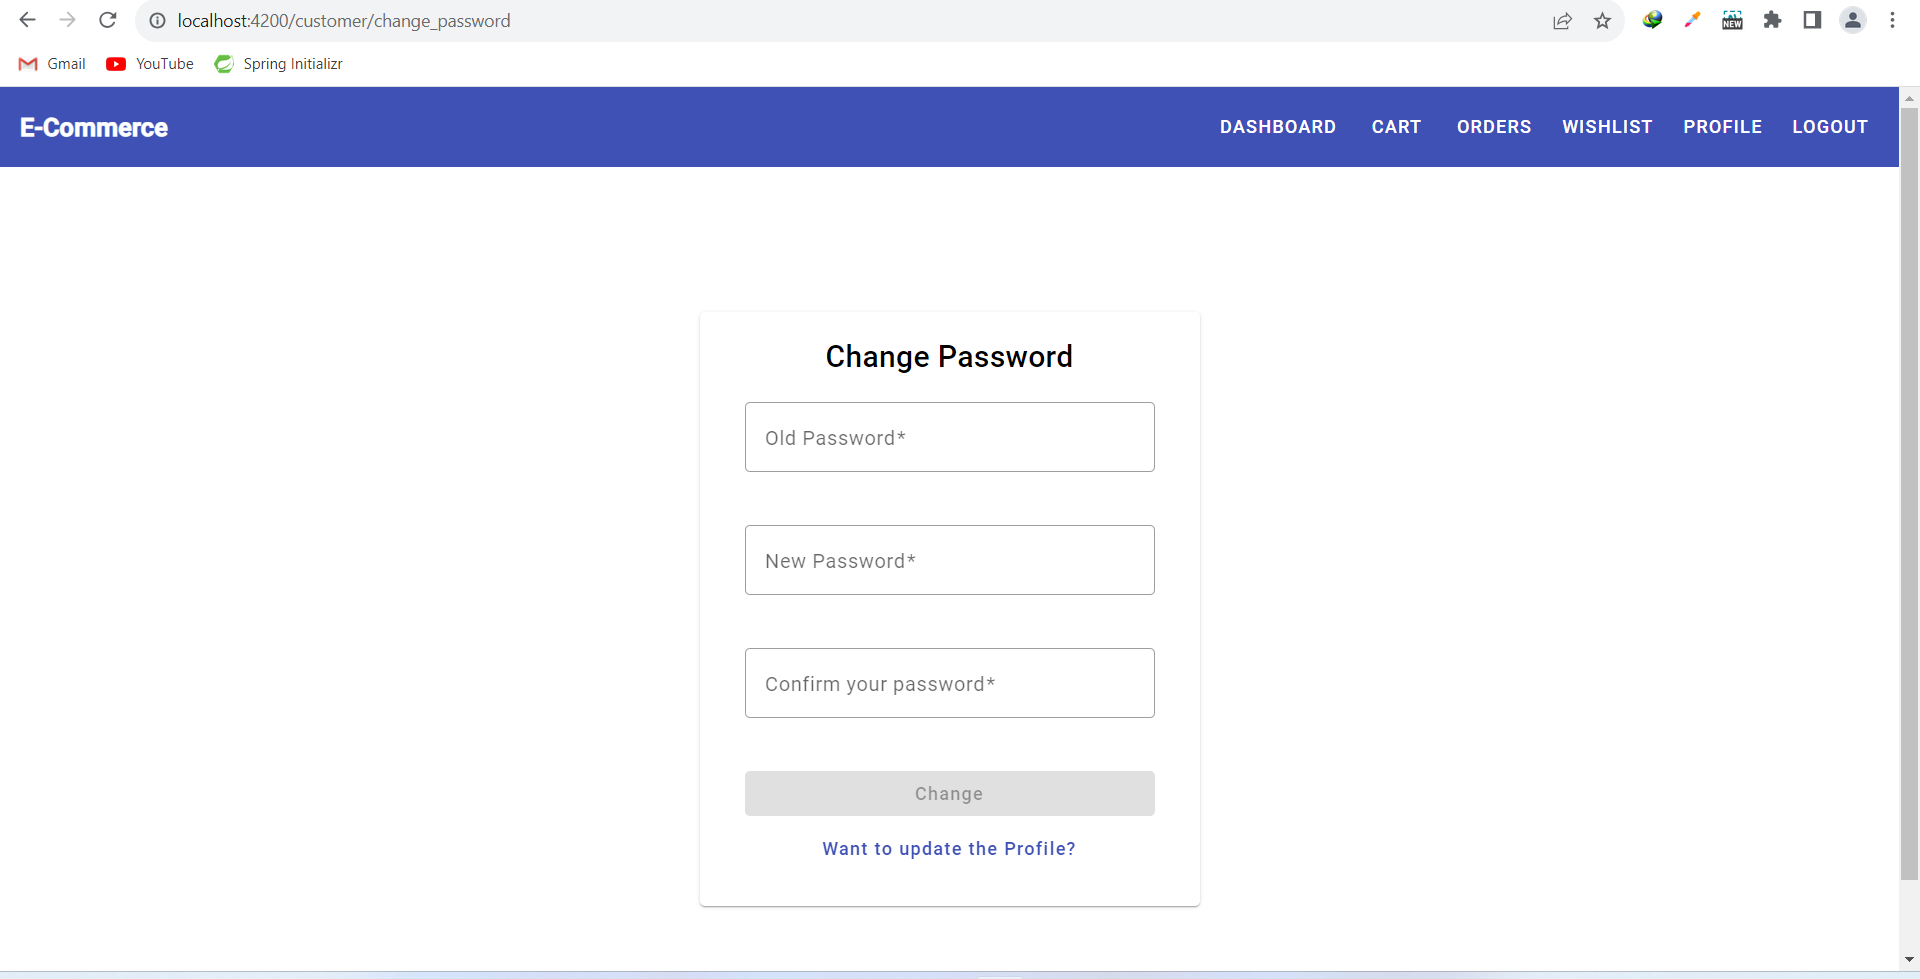 localhost:4200/customer/change_password
NEW
Gmail YouTube Spring Initializr
E-Commerce DASHBOARD CART ORDERS WISHLIST PROFILE LOGOUT
Change Password
Old Password*
New Password*
Confirm your password*
Change
Want to update the Profile?